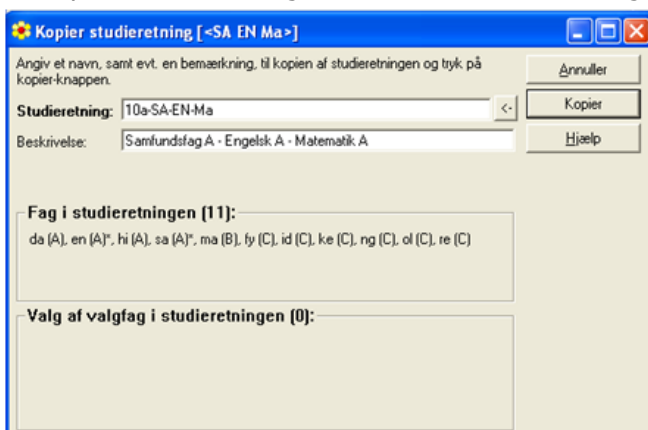 Kopier studieretning [<SA EN Ma>]
Angiv et navn, samt evt. en bemærkning, til kopien af studieretningen og tryk på
kopier-knappen.
Annuller
Studieretning: 10a-SA-EN-Ma <-
Kopier
Beskrivelse: Samfundsfag A - Engelsk A - Matematik A
Hjælp
Fag i studieretningen (11):
da (A), en (A)*, hi (A), sa (A)*, ma (B), fy (C), id (C), ke (C), ng (C), ol (C), re (C)
Valg af valgfag i studieretningen (0):